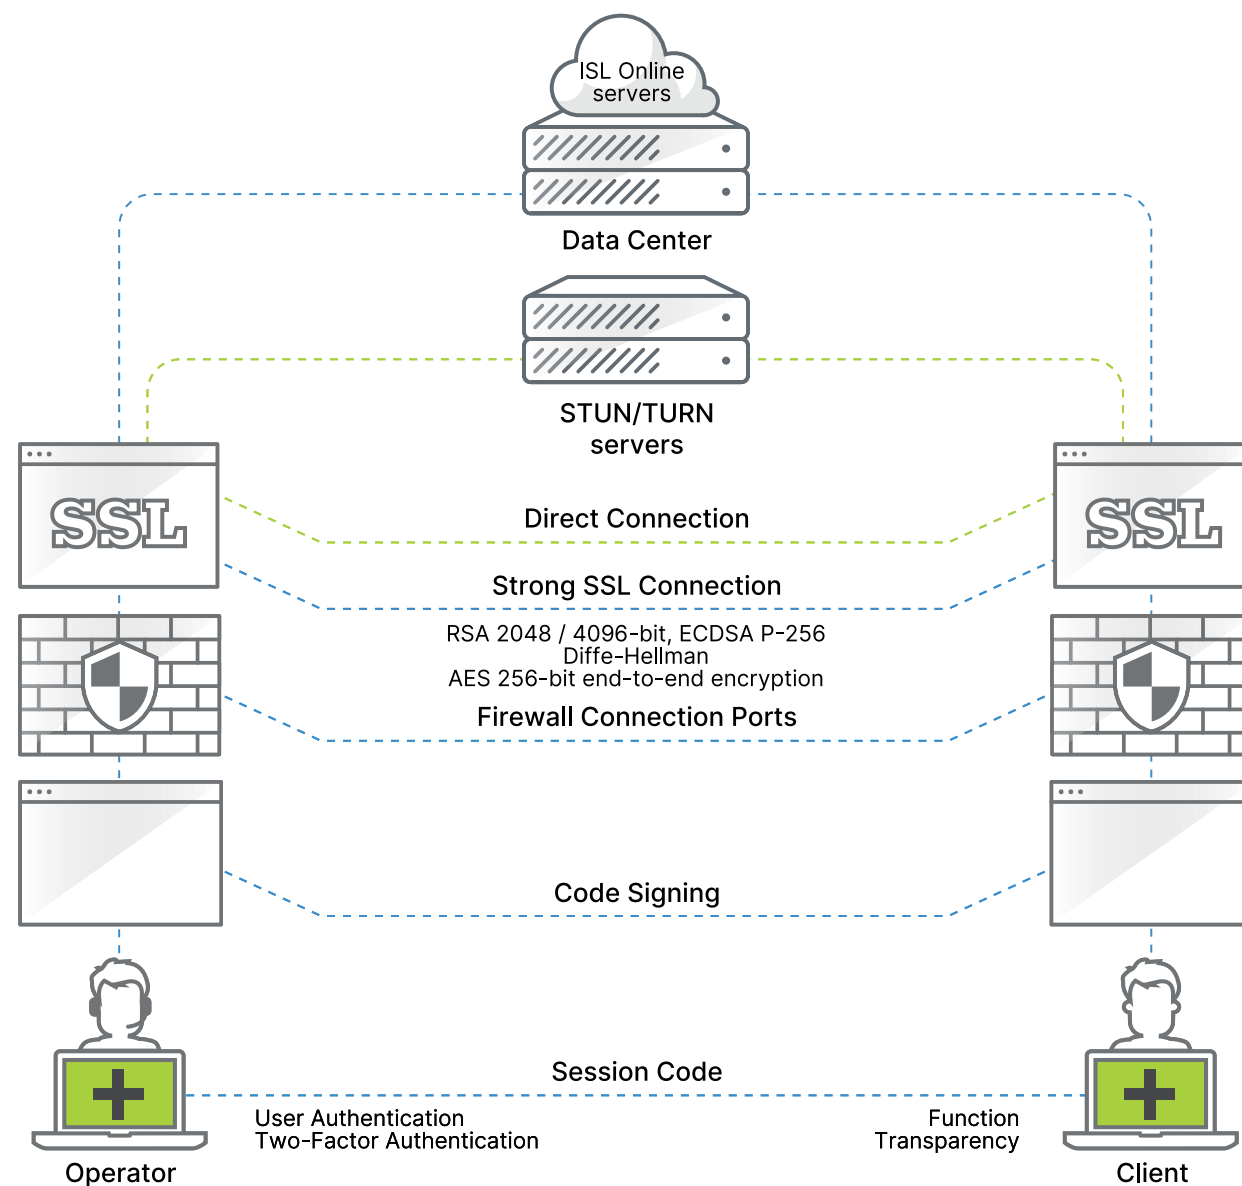 ISL Online
servers
Data Center
STUN/TURN
servers
SSL
SSL
Direct Connection
Strong SSL Connection
RSA 2048 / 4096-bit, ECDSA P-256
Diffe-Hellman
AES 256-bit end-to-end encryption
Firewall Connection Ports
Code Signing
Session Code
User Authentication
Two-Factor Authentication
Function
Transparency
Operator
Client